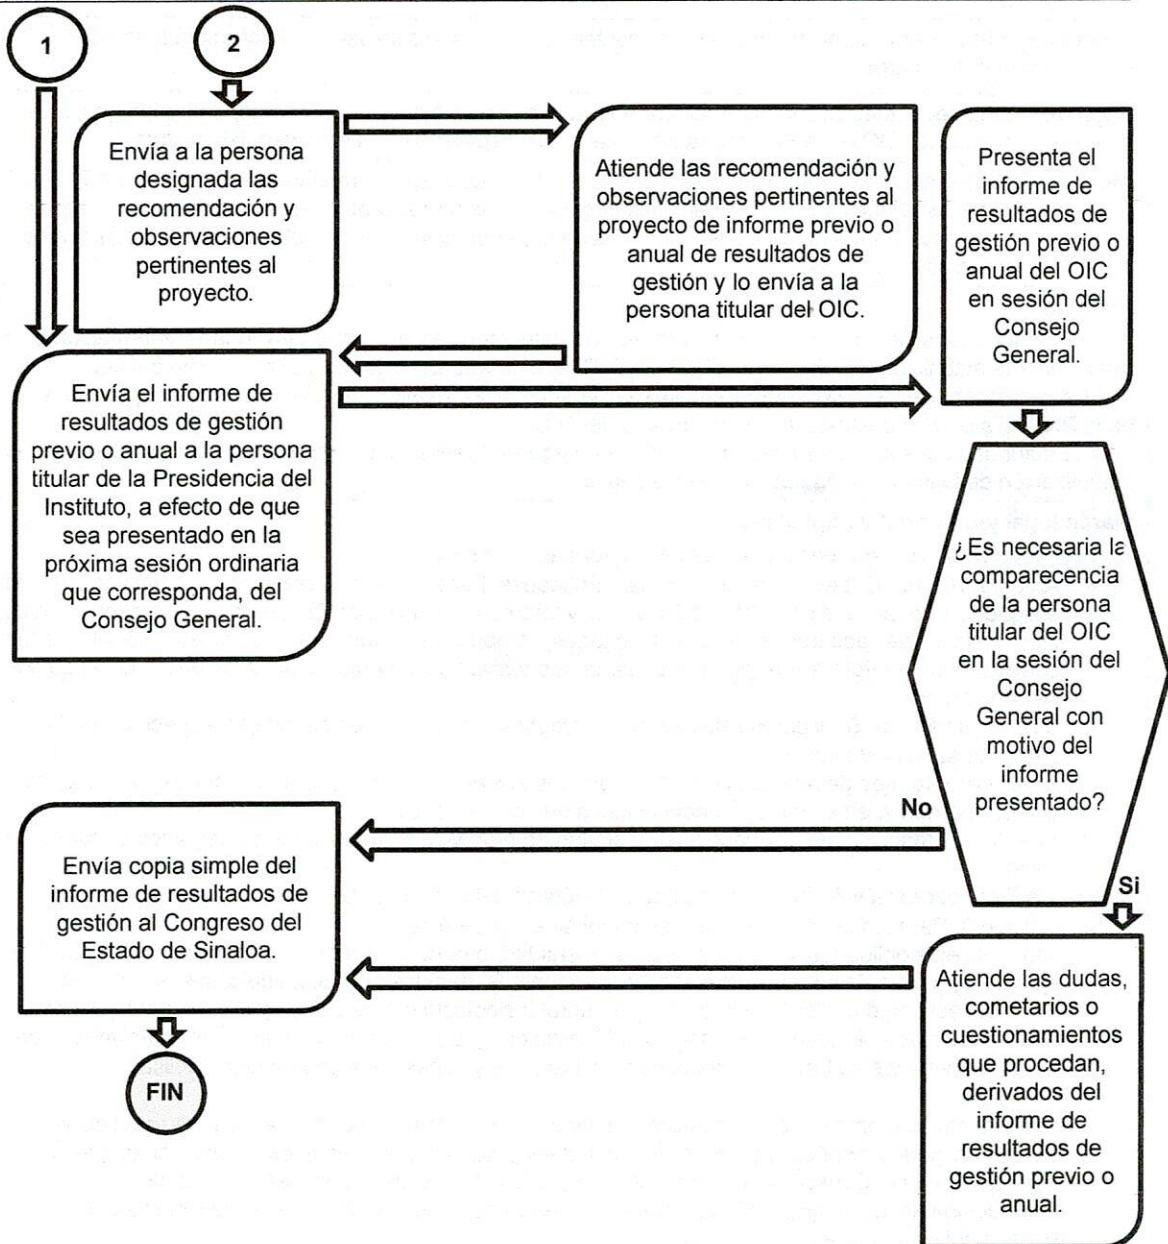 1
2
Envía a la persona
designada las
recomendación y
observaciones
pertinentes al
proyecto.
Atiende las recomendación y
observaciones pertinentes al
proyecto de informe previo o
anual de resultados de
gestión y lo envía a la
persona titular del OIC.
Presenta el
informe de
resultados de
gestión previo o
anual del OIC
en sesión del
Consejo
General.
Envía el informe de
resultados de gestión
previo o anual a la persona
titular de la Presidencia del
Instituto, a efecto de que
sea presentado en la
próxima sesión ordinaria
que corresponda, del
Consejo General.
¿Es necesaria la
comparecencia
de la persona
titular del OIC
en la sesión del
Consejo
General con
motivo del
informe
presentado?
No
Si
Envía copia simple del
informe de resultados de
gestión al Congreso del
Estado de Sinaloa.
Atiende las dudas,
cometarios o
cuestionamientos
que procedan,
derivados del
informe de
resultados de
gestión previo o
anual.
FIN